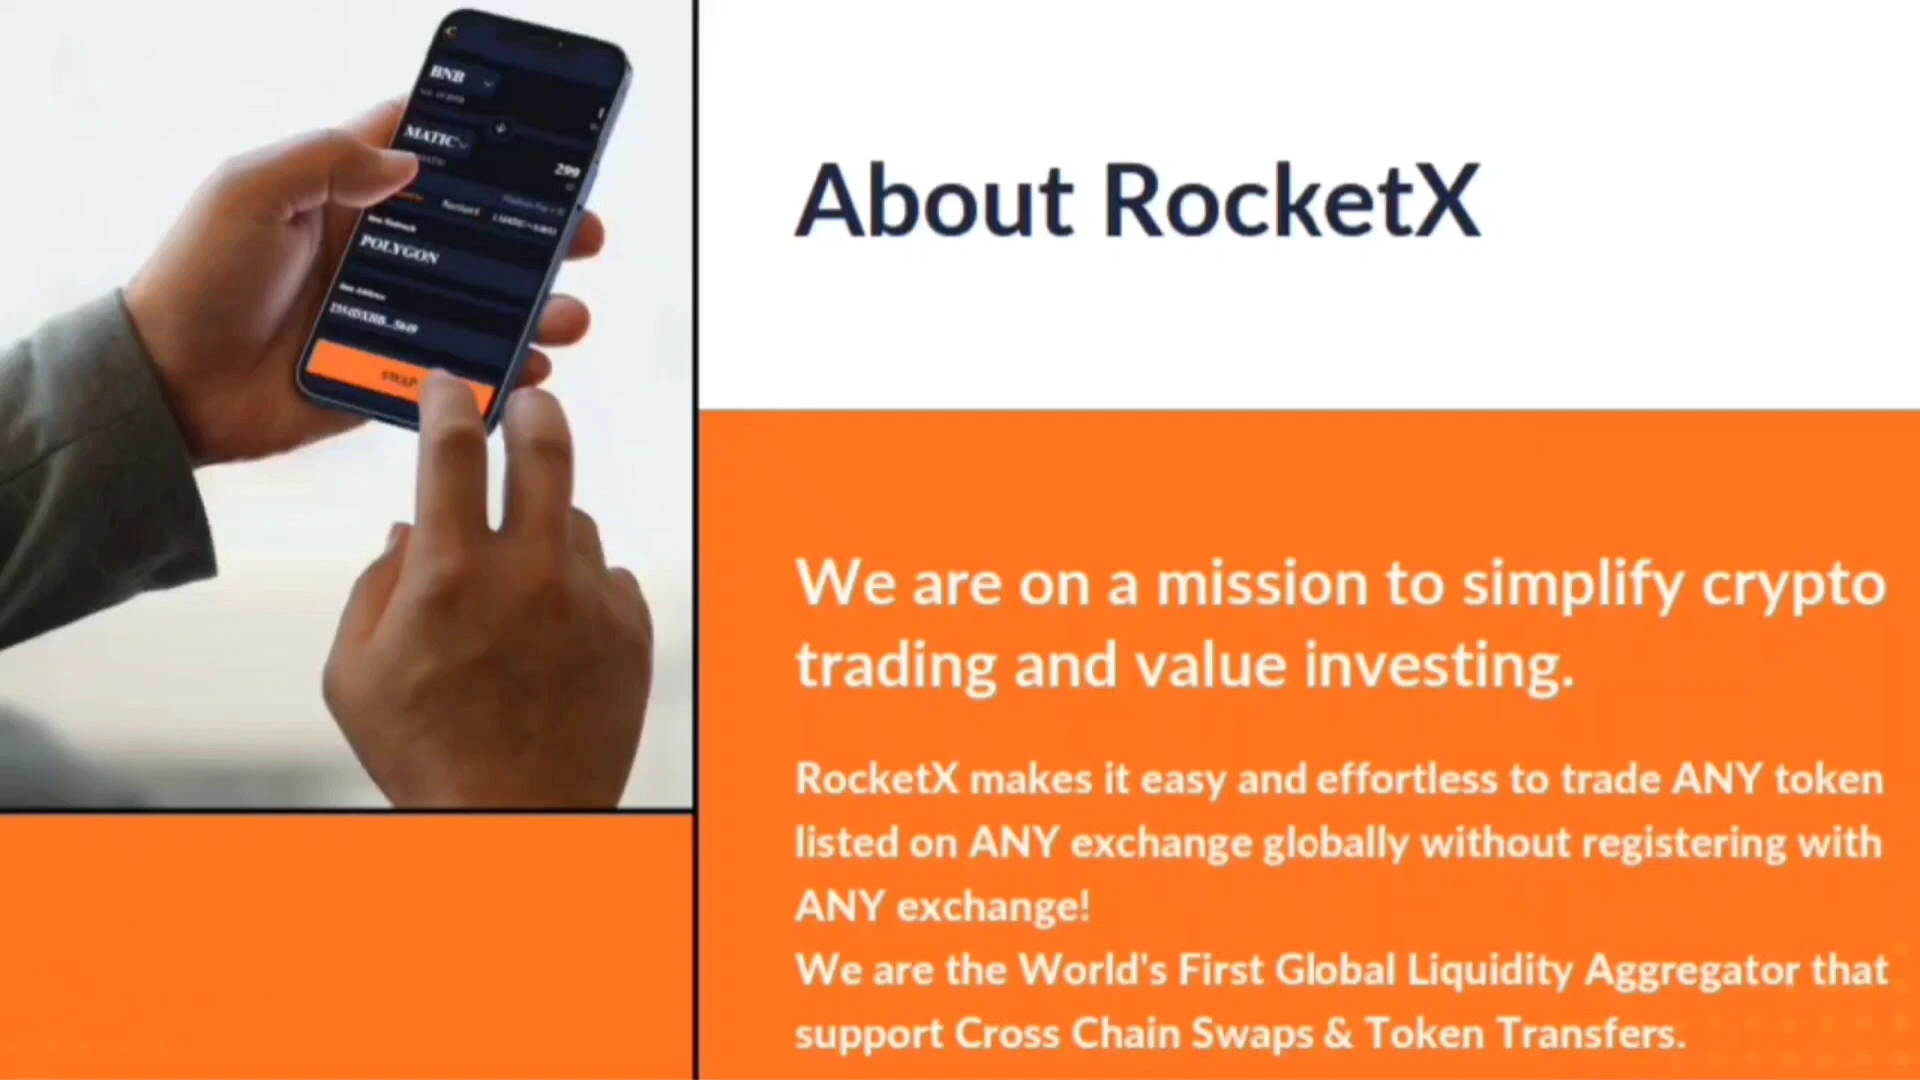 BNB
MATIC
299
RocketX
POLYGON
SWAP
About RocketX
We are on a mission to simplify crypto
trading and value investing.
RocketX makes it easy and effortless to trade ANY token
listed on ANY exchange globally without registering with
ANY exchange!
We are the World's First Global Liquidity Aggregator that
support Cross Chain Swaps & Token Transfers.